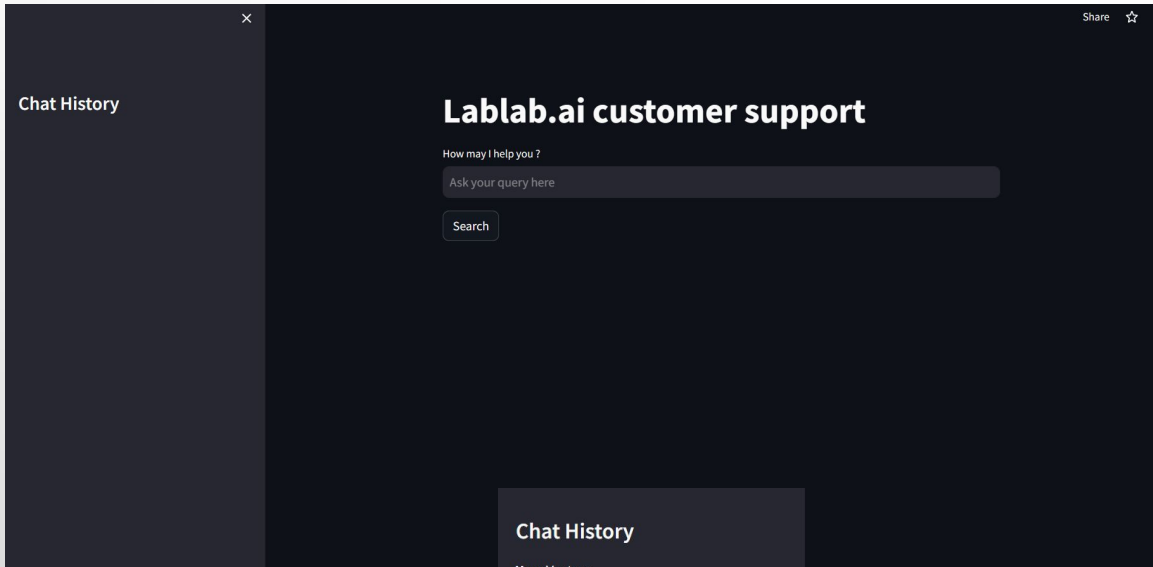 Share
Chat History
Lablab.ai customer support
How may I help you ?
Ask your query here
Search
Chat History